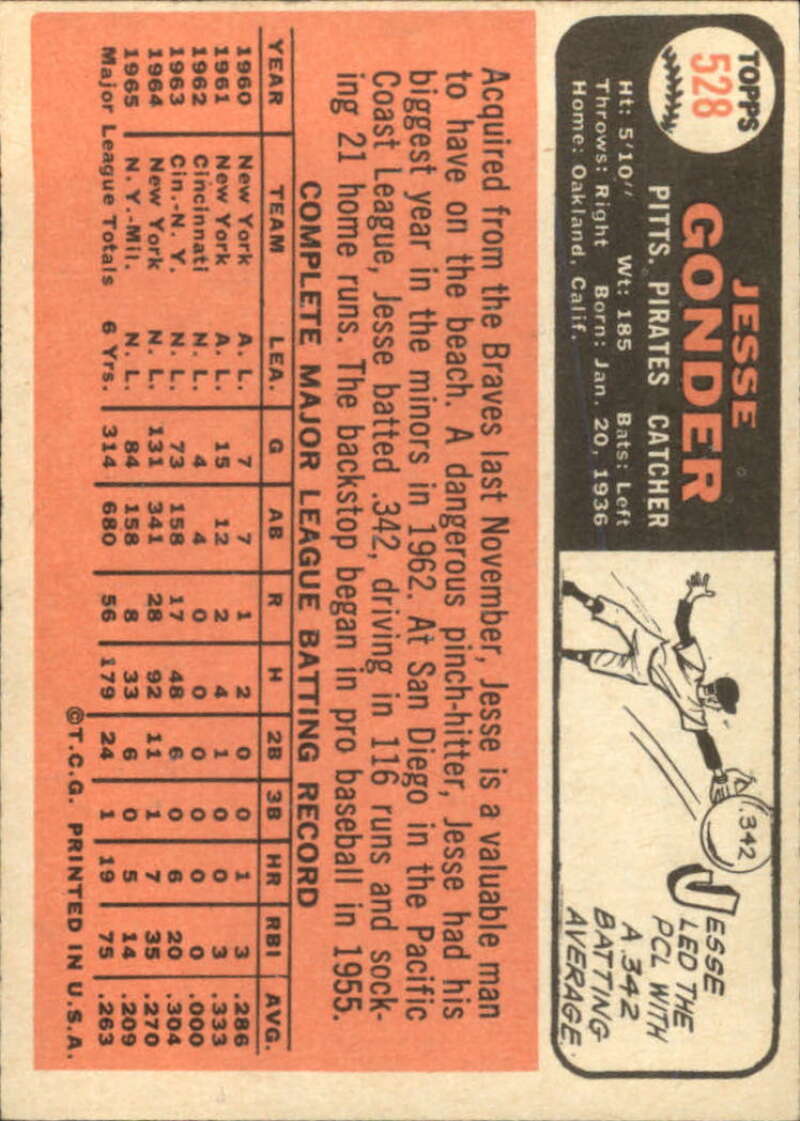 TOPPS
528
JESSE
GONDER
PITTS. PIRATES CATCHER
Ht: 5'10" Wt: 185 Bats: Left
Throws: Right Born: Jan. 20, 1936
Home: Oakland, Calif.
.342
JESSE
LED THE
PCL WITH
A .342
BATTING
AVERAGE.
Acquired from the Braves last November, Jesse is a valuable man
to have on the beach. A dangerous pinch-hitter, Jesse had his
biggest year in the minors in 1962. At San Diego in the Pacific
Coast League, Jesse batted .342, driving in 116 runs and sock-
ing 21 home runs. The backstop began in pro baseball in 1955.
COMPLETE MAJOR LEAGUE BATTING RECORD
YEAR TEAM LEA. G AB R H 2B 3B HR RBI AVG.
1960 New York A. L. 7 7 1 2 0 0 1 3 .286
1961 New York A. L. 15 12 2 4 1 0 0 3 .333
1962 Cincinnati N. L. 4 4 0 0 0 0 0 0 .000
1963 Cin.-N. Y. N. L. 73 158 17 48 6 0 6 20 .304
1964 New York N. L. 131 341 28 92 11 1 7 35 .270
1965 N. Y.-Mil. N. L. 84 158 8 33 6 0 5 14 .209
Major League Totals 6 Yrs. 314 680 56 179 24 1 19 75 .263
©T.C.G. PRINTED IN U.S.A.